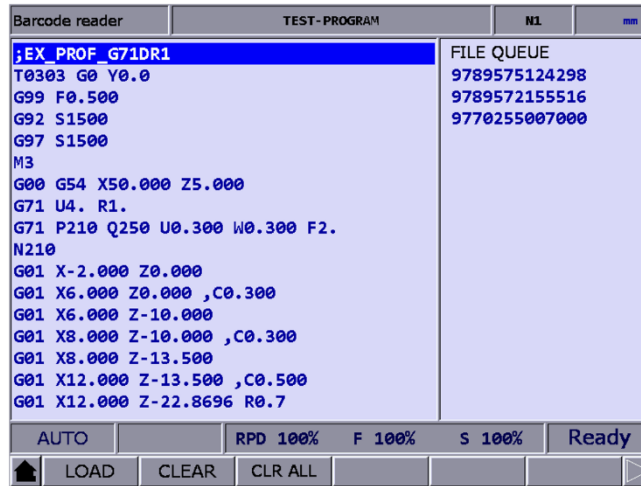 Barcode reader TEST-PROGRAM N1 mm
;EX_PROF_G71DR1
T0303 G0 Y0.0
G99 F0.500
G92 S1500
G97 S1500
M3
G00 G54 X50.000 Z5.000
G71 U4. R1.
G71 P210 Q250 U0.300 W0.300 F2.
N210
G01 X-2.000 Z0.000
G01 X6.000 Z0.000 ,C0.300
G01 X6.000 Z-10.000
G01 X8.000 Z-10.000 ,C0.300
G01 X8.000 Z-13.500
G01 X12.000 Z-13.500 ,C0.500
G01 X12.000 Z-22.8696 R0.7
FILE QUEUE
9789575124298
9789572155516
9770255007000
AUTO RPD 100% F 100% S 100% Ready
LOAD CLEAR CLR ALL